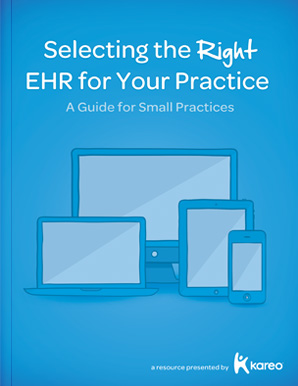 Selecting the Right
EHR for Your Practice
A Guide for Small Practices
a resource presented by kareo